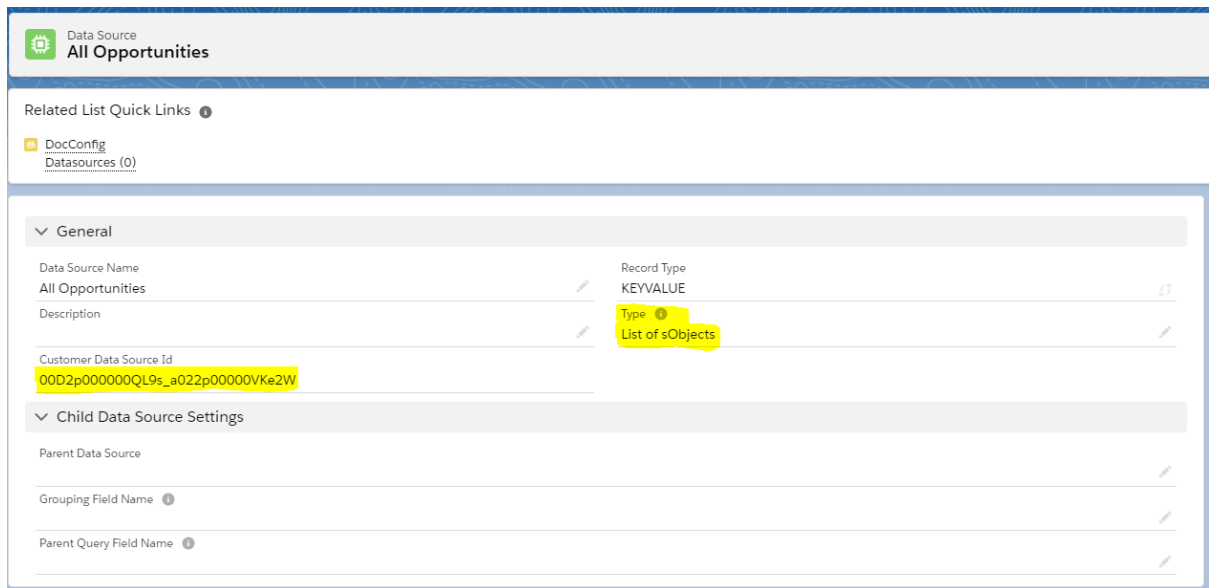 Data Source
All Opportunities
Related List Quick Links
DocConfig
Datasources (0)
General
Data Source Name
All Opportunities
Record Type
KEYVALUE
Description
Type
List of sObjects
Customer Data Source Id
00D2p000000QL9s_a022p00000VKe2W
Child Data Source Settings
Parent Data Source
Grouping Field Name
Parent Query Field Name